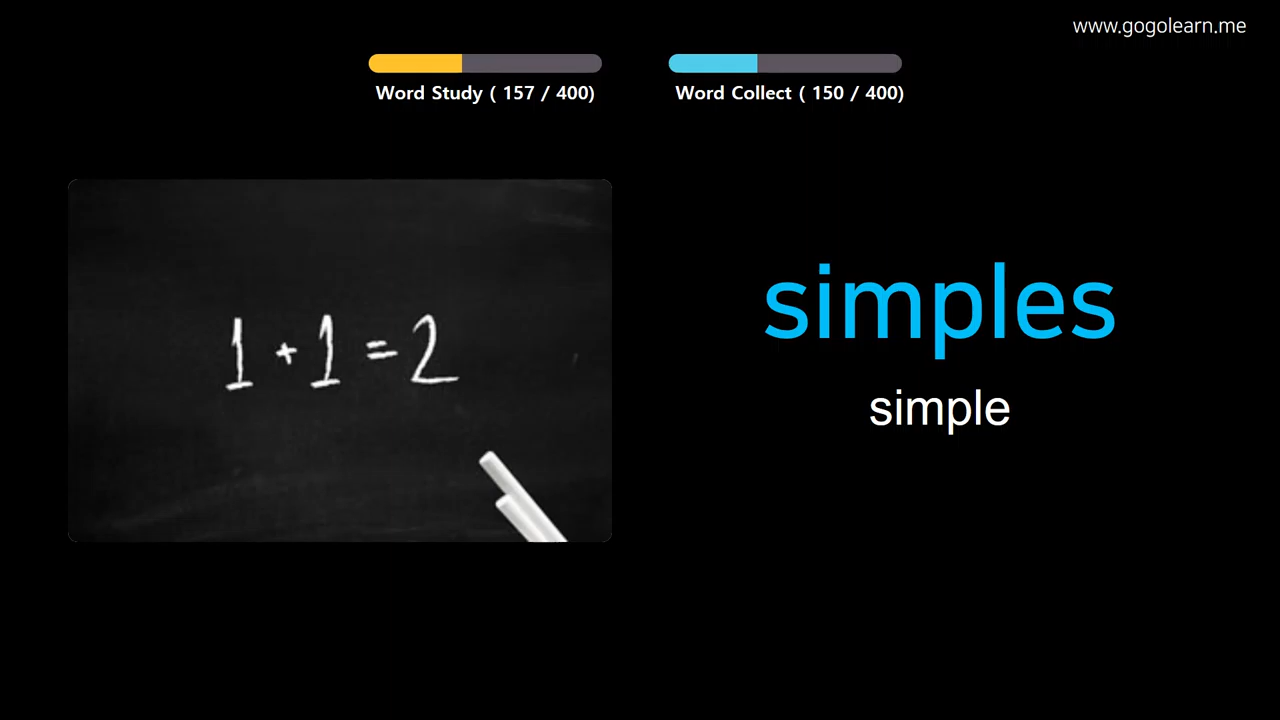 www.gogolearn.me
Word Study ( 157 / 400)
Word Collect ( 150 / 400)
1 + 1 = 2
simples
simple